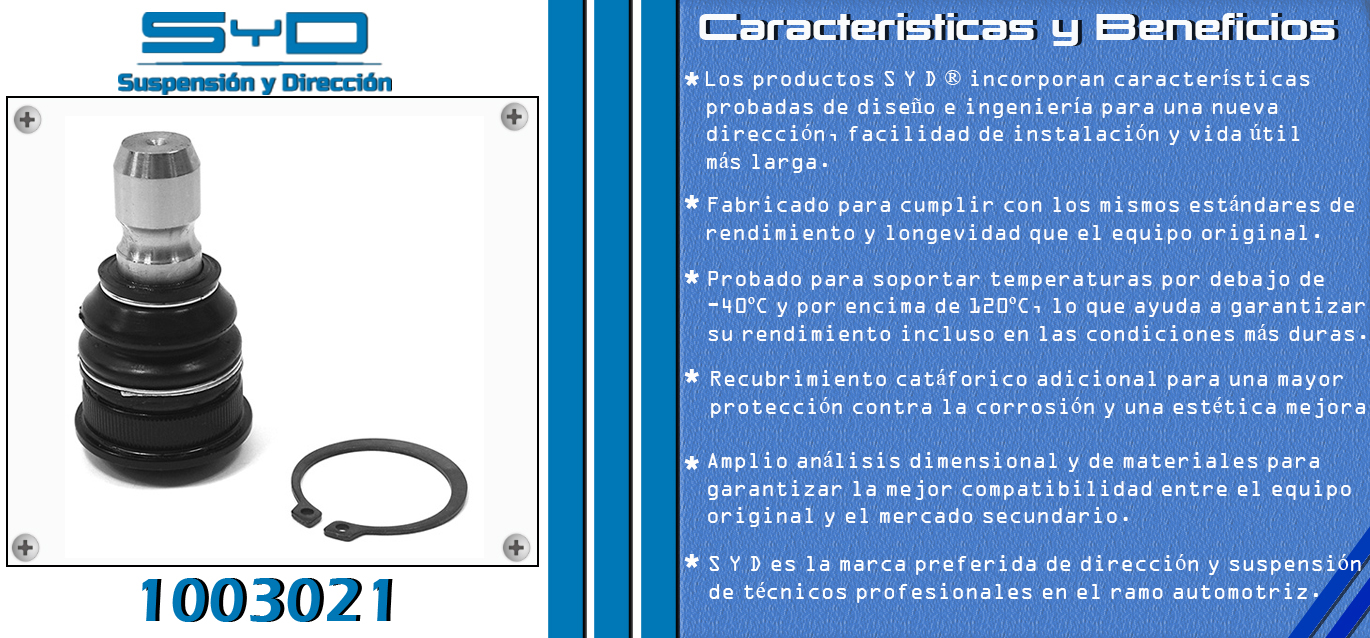 SYD
Suspensión y Dirección
1003021
Caracteristicas y Beneficios
* Los productos S Y D ® incorporan características
probadas de diseño e ingeniería para una nueva
dirección, facilidad de instalación y vida útil
más larga.
* Fabricado para cumplir con los mismos estándares de
rendimiento y longevidad que el equipo original.
* Probado para soportar temperaturas por debajo de
-40ºC y por encima de 120ºC, lo que ayuda a garantizar
su rendimiento incluso en las condiciones más duras.
* Recubrimiento catáforico adicional para una mayor
protección contra la corrosión y una estética mejora
* Amplio análisis dimensional y de materiales para
garantizar la mejor compatibilidad entre el equipo
original y el mercado secundario.
* S Y D es la marca preferida de dirección y suspensión
de técnicos profesionales en el ramo automotriz.